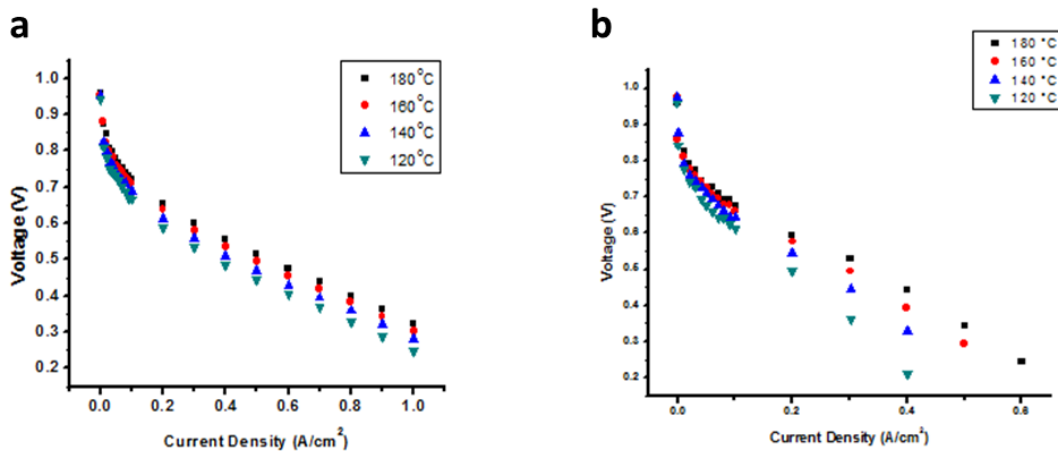 a
180°C
160°C
140°C
120°C
1.0
0.9
0.8
0.7
0.6
0.5
0.4
0.3
0.2
Voltage (V)
0.0 0.2 0.4 0.6 0.8 1.0
Current Density (A/cm²)
b
180 °C
160 °C
140 °C
120 °C
1.0
0.9
0.8
0.7
0.6
0.5
0.4
0.3
0.2
Voltage (V)
0.0 0.2 0.4 0.6
Current Density (A/cm²)